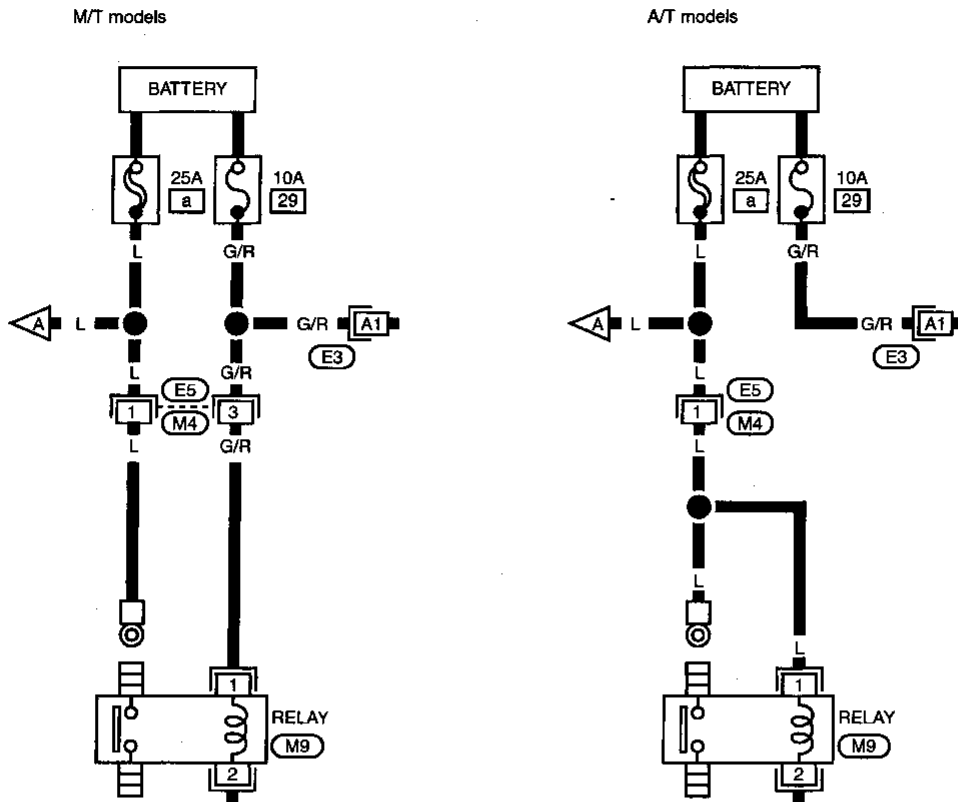 M/T models
BATTERY
25A
a
10A
29
L
G/R
A
L
G/R
A1
E3
L
G/R
E5
1
3
M4
L
G/R
1
RELAY
M9
2
A/T models
BATTERY
25A
a
10A
29
L
G/R
A
L
G/R
A1
E3
L
E5
1
M4
L
L
L
1
RELAY
M9
2